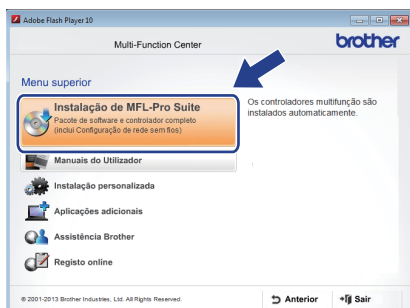 Adobe Flash Player 10
Multi-Function Center
brother
Menu superior
Instalação de MFL-Pro Suite
Pacote de software e controlador completo
(inclui Configuração de rede sem fios)
Os controladores multifunção são
instalados automaticamente.
Manuais do Utilizador
Instalação personalizada
Aplicações adicionais
Assistência Brother
Registo online
© 2001-2013 Brother Industries, Ltd. All Rights Reserved.
Anterior
Sair